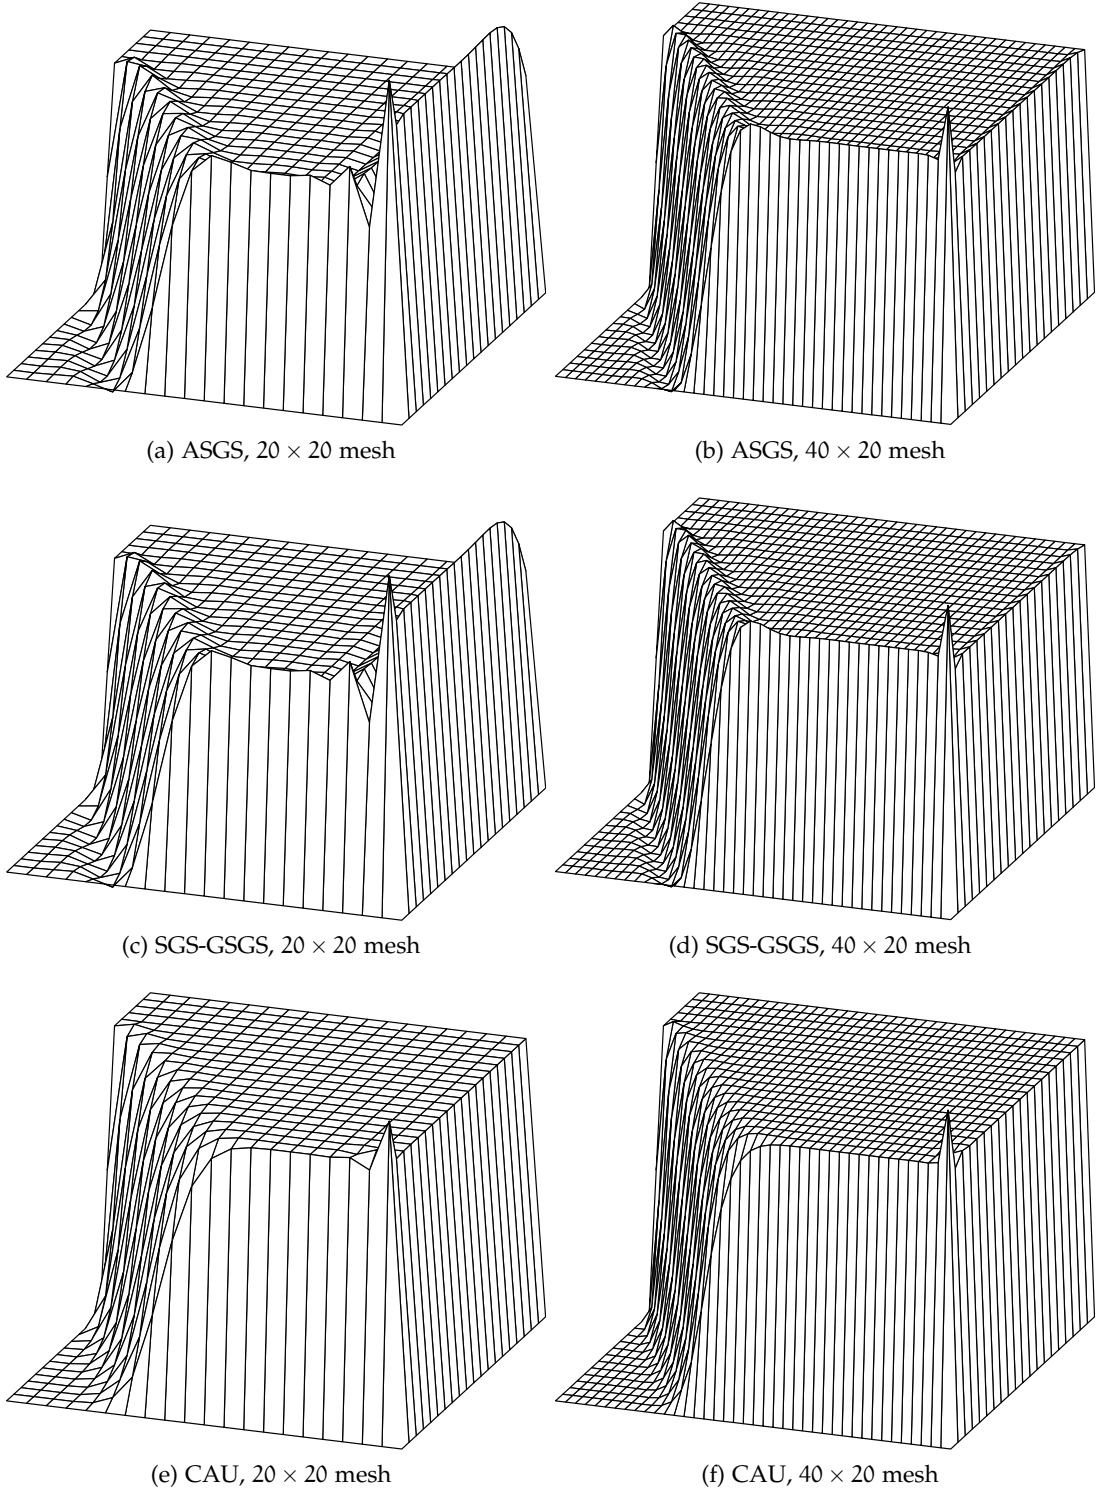 (a) ASGS, 20 × 20 mesh
(b) ASGS, 40 × 20 mesh
(c) SGS-GSGS, 20 × 20 mesh
(d) SGS-GSGS, 40 × 20 mesh
(e) CAU, 20 × 20 mesh
(f) CAU, 40 × 20 mesh